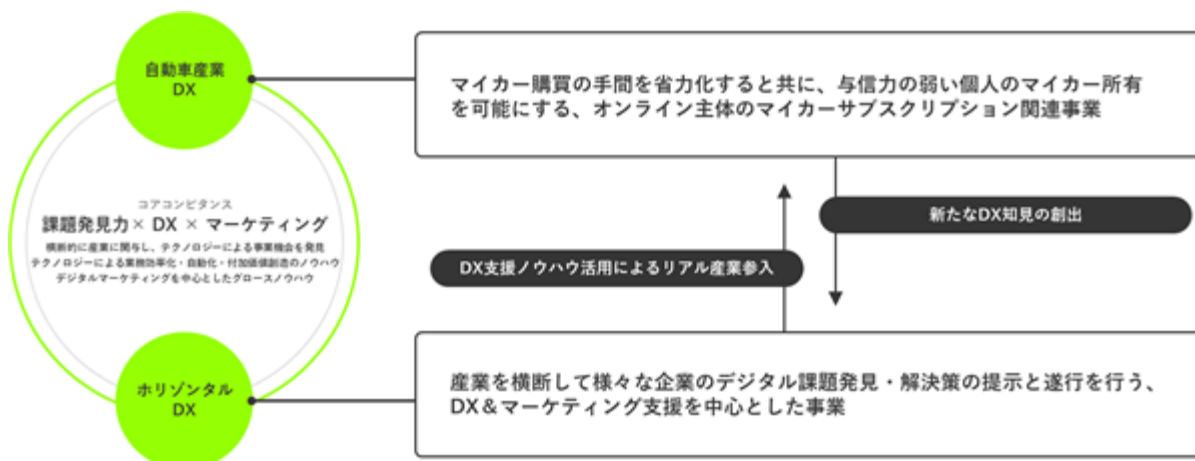 自動車産業
DX
マイカー購買の手間を省力化すると共に、与信力の弱い個人のマイカー所有
を可能にする、オンライン主体のマイカーサブスクリプション関連事業
コアコンピタンス
課題発見力× DX × マーケティング
横断的に産業に関与し、テクノロジーによる事業機会を発見
テクノロジーによる業務効率化・自動化・付加価値創造のノウハウ
デジタルマーケティングを中心としたグロースノウハウ
新たなDX知見の創出
DX支援ノウハウ活用によるリアル産業参入
ホリゾンタル
DX
産業を横断して様々な企業のデジタル課題発見・解決策の提示と遂行を行う、
DX＆マーケティング支援を中心とした事業